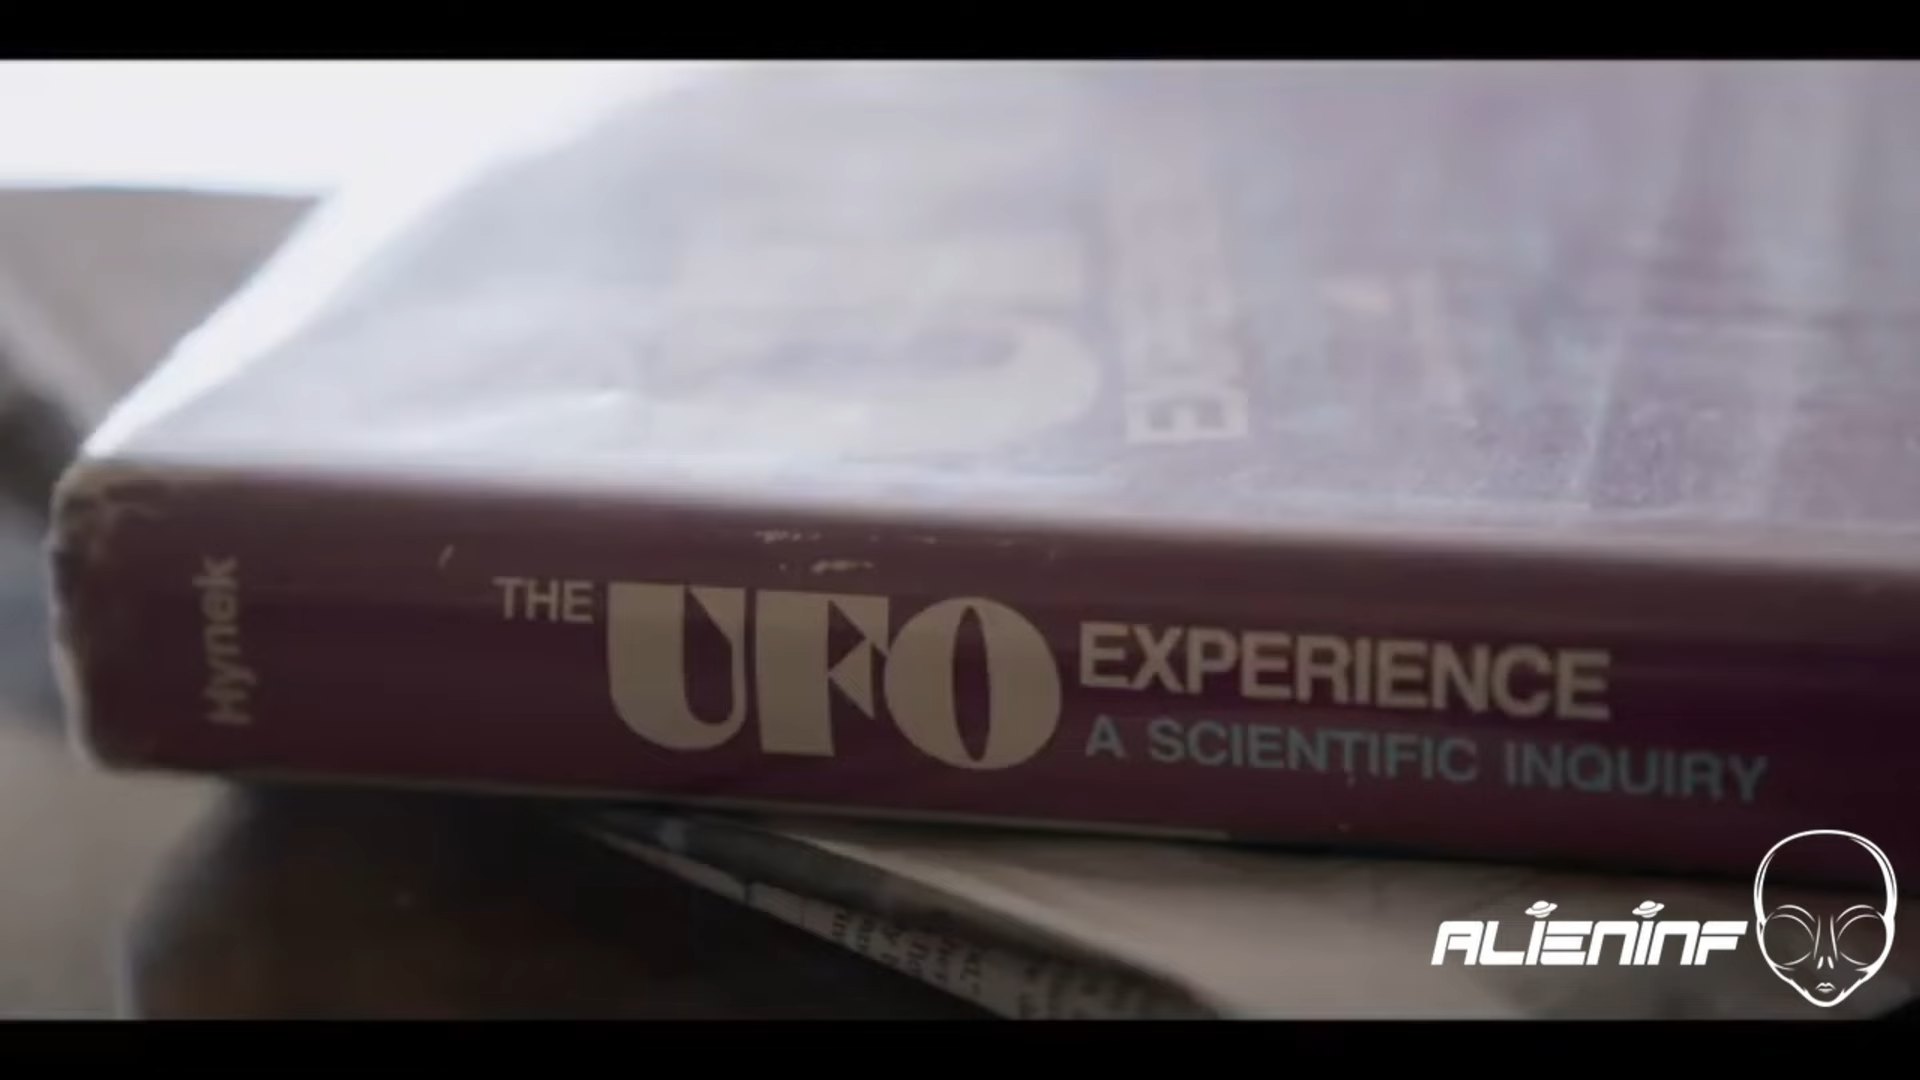 Hynek
THE UFO EXPERIENCE
A SCIENTIFIC INQUIRY
ALIENINF